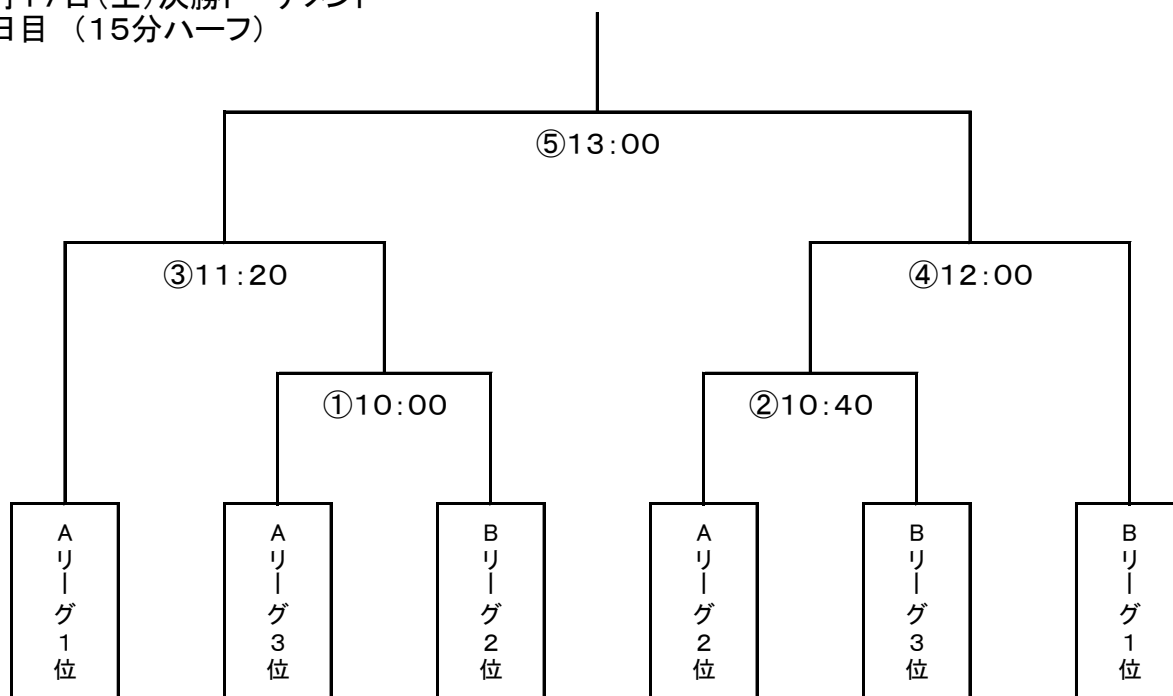 17日(土)決勝トーナメント
日目 （15分ハーフ）
⑤13:00
③11:20
④12:00
①10:00
②10:40
Aリーグ1位
Aリーグ3位
Bリーグ2位
Aリーグ2位
Bリーグ3位
Bリーグ1位